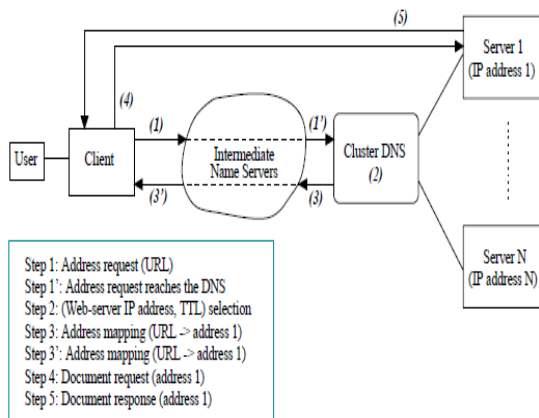 (5)
Server 1
(IP address 1)
(4)
(1)
(1')
User
Client
Intermediate
Name Servers
Cluster DNS
(2)
(3')
(3)
Server N
(IP address N)
Step 1: Address request (URL)
Step 1': Address request reaches the DNS
Step 2: (Web-server IP address, TTL) selection
Step 3: Address mapping (URL -> address 1)
Step 3': Address mapping (URL -> address 1)
Step 4: Document request (address 1)
Step 5: Document response (address 1)